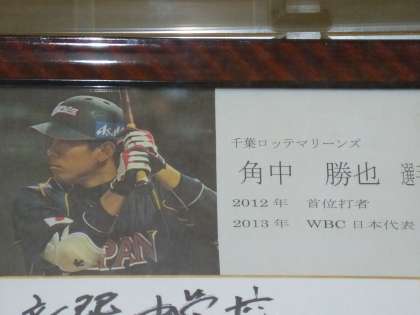 千葉ロッテマリーンズ
角中 勝也 選
2012年 首位打者
2013年 WBC日本代表
PAN